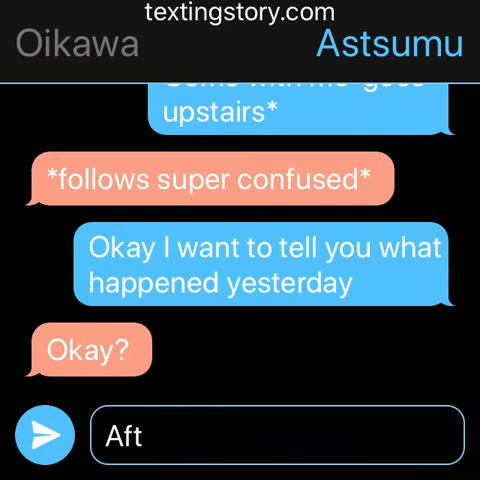 textingstory.com
Oikawa Astsumu
upstairs*
*follows super confused*
Okay I want to tell you what
happened yesterday
Okay?
Aft